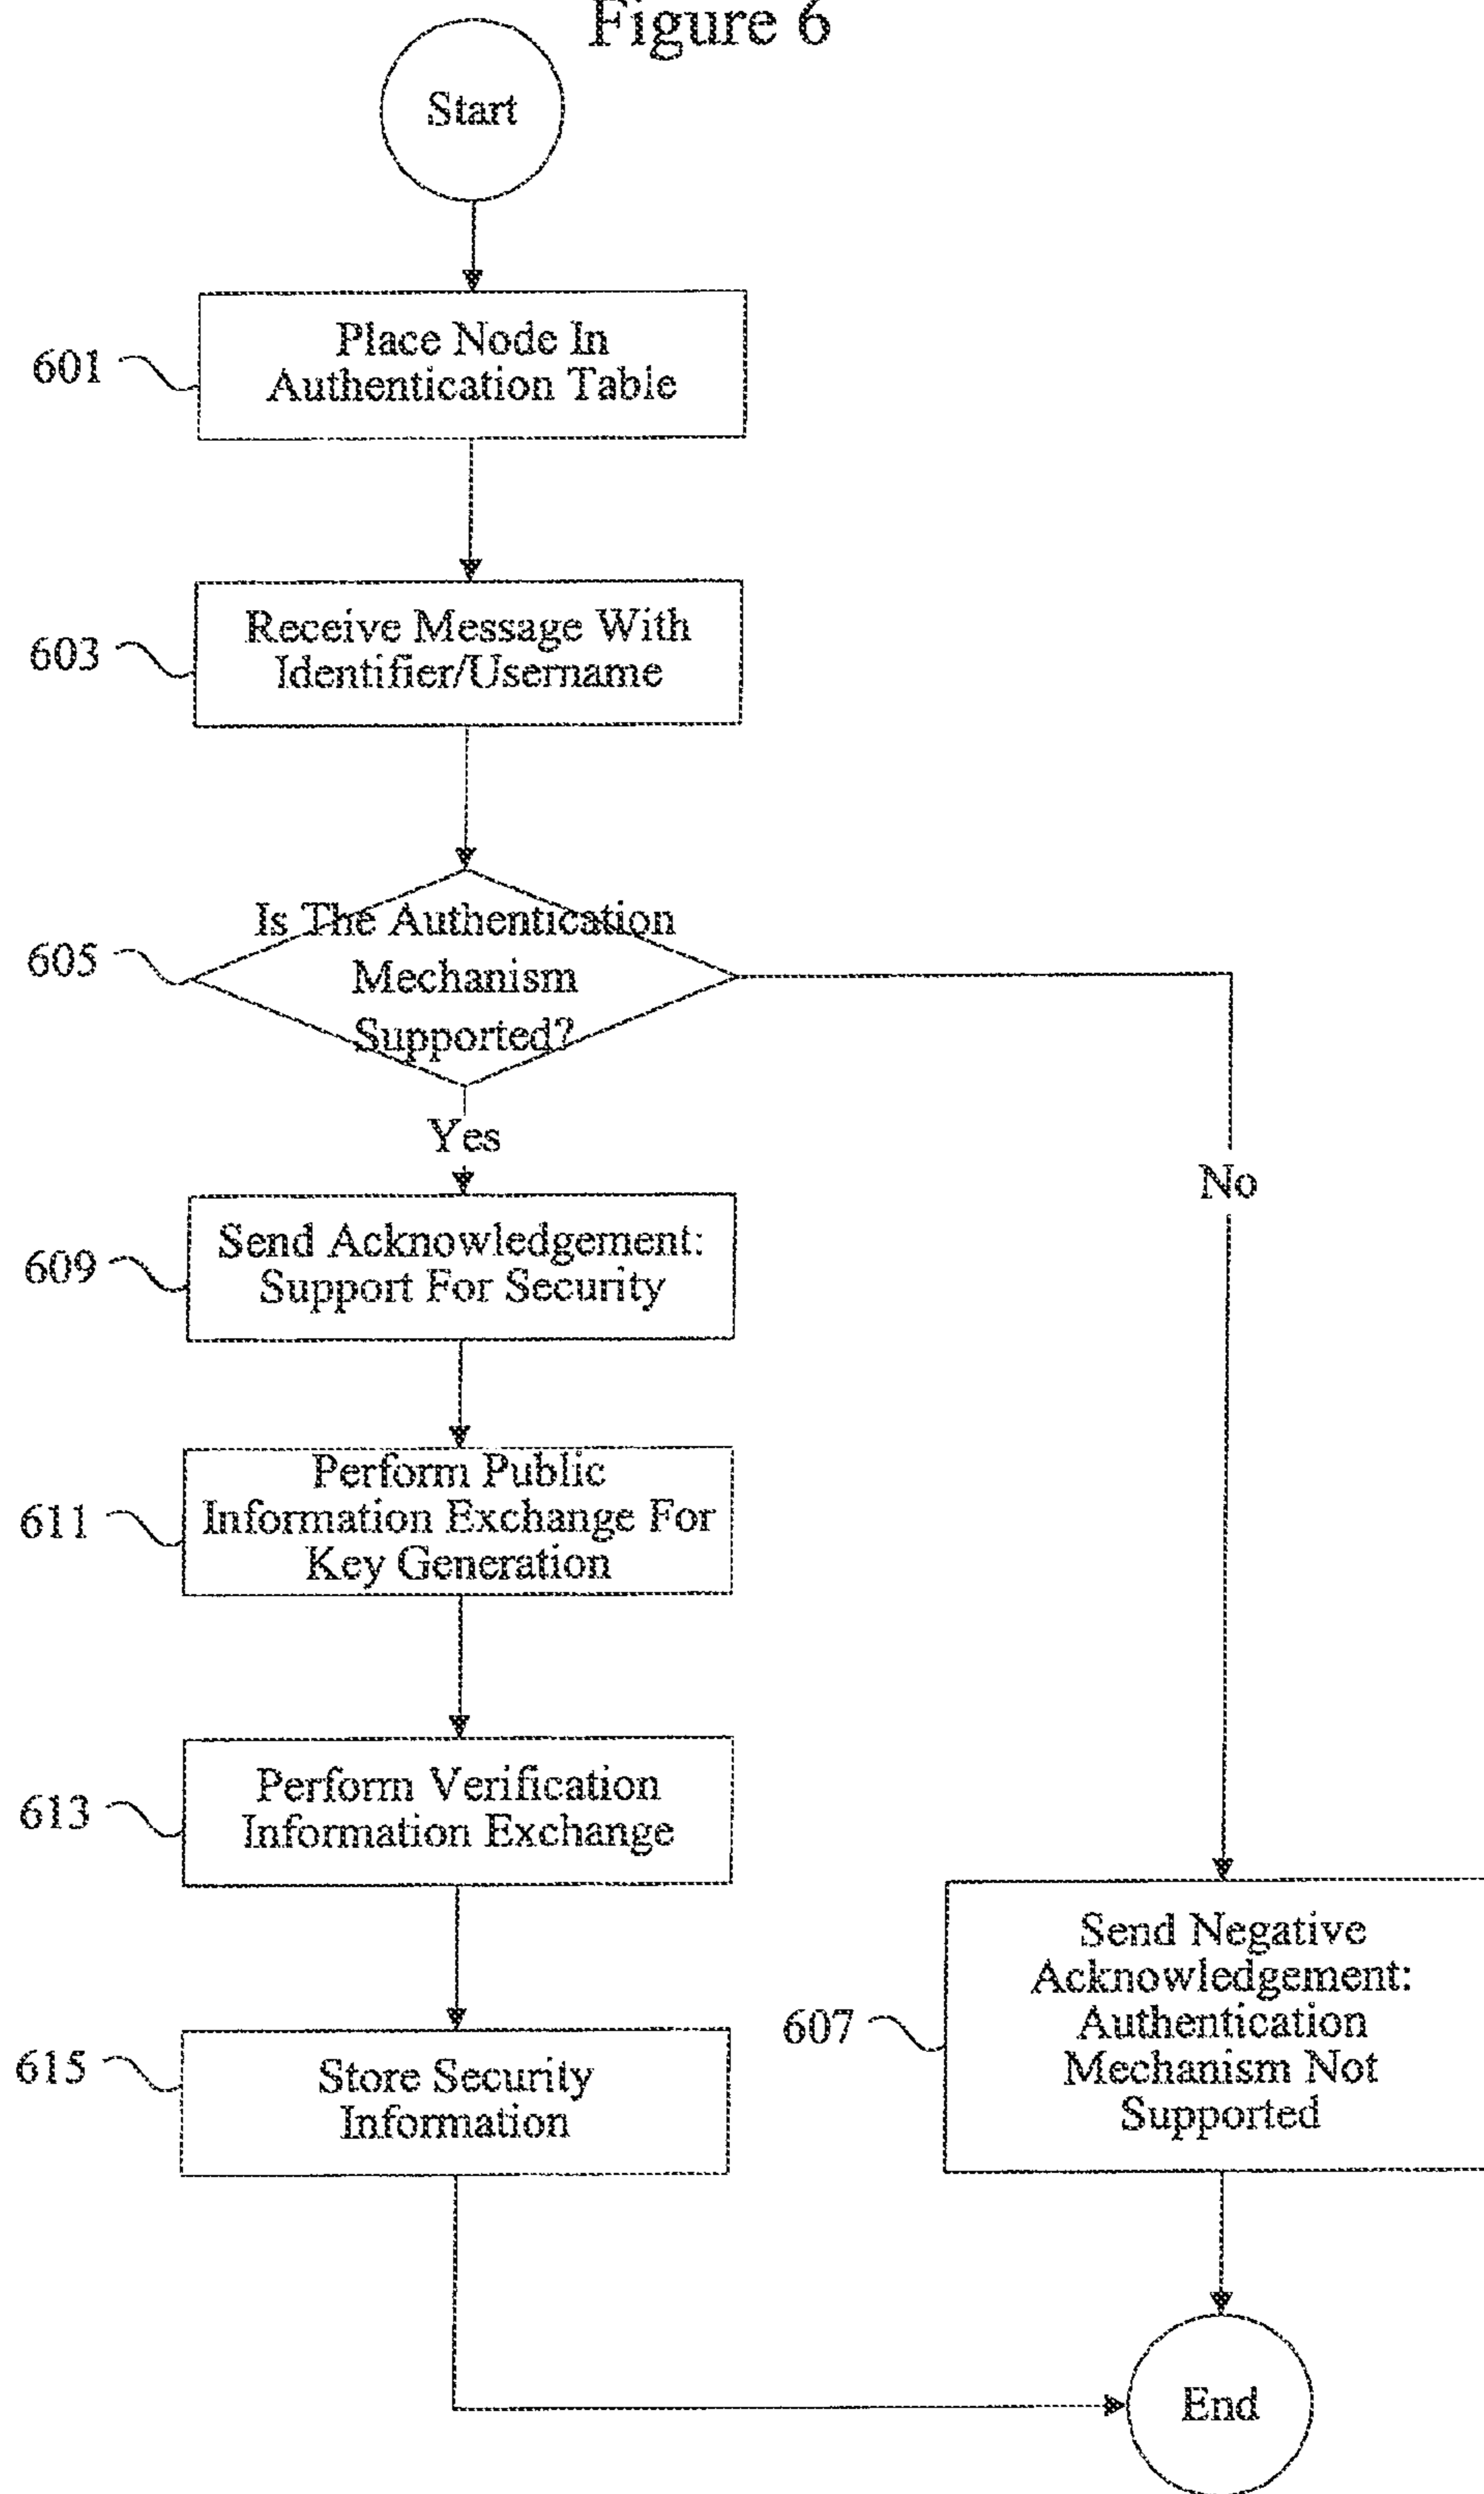 Figure 6
Start
601
Place Node In
Authentication Table
603
Receive Message With
Identifier/Username
605
Is The Authentication
Mechanism
Supported?
Yes
No
609
Send Acknowledgement:
Support For Security
611
Perform Public
Information Exchange For
Key Generation
613
Perform Verification
Information Exchange
615
Store Security
Information
607
Send Negative
Acknowledgement:
Authentication
Mechanism Not
Supported
End